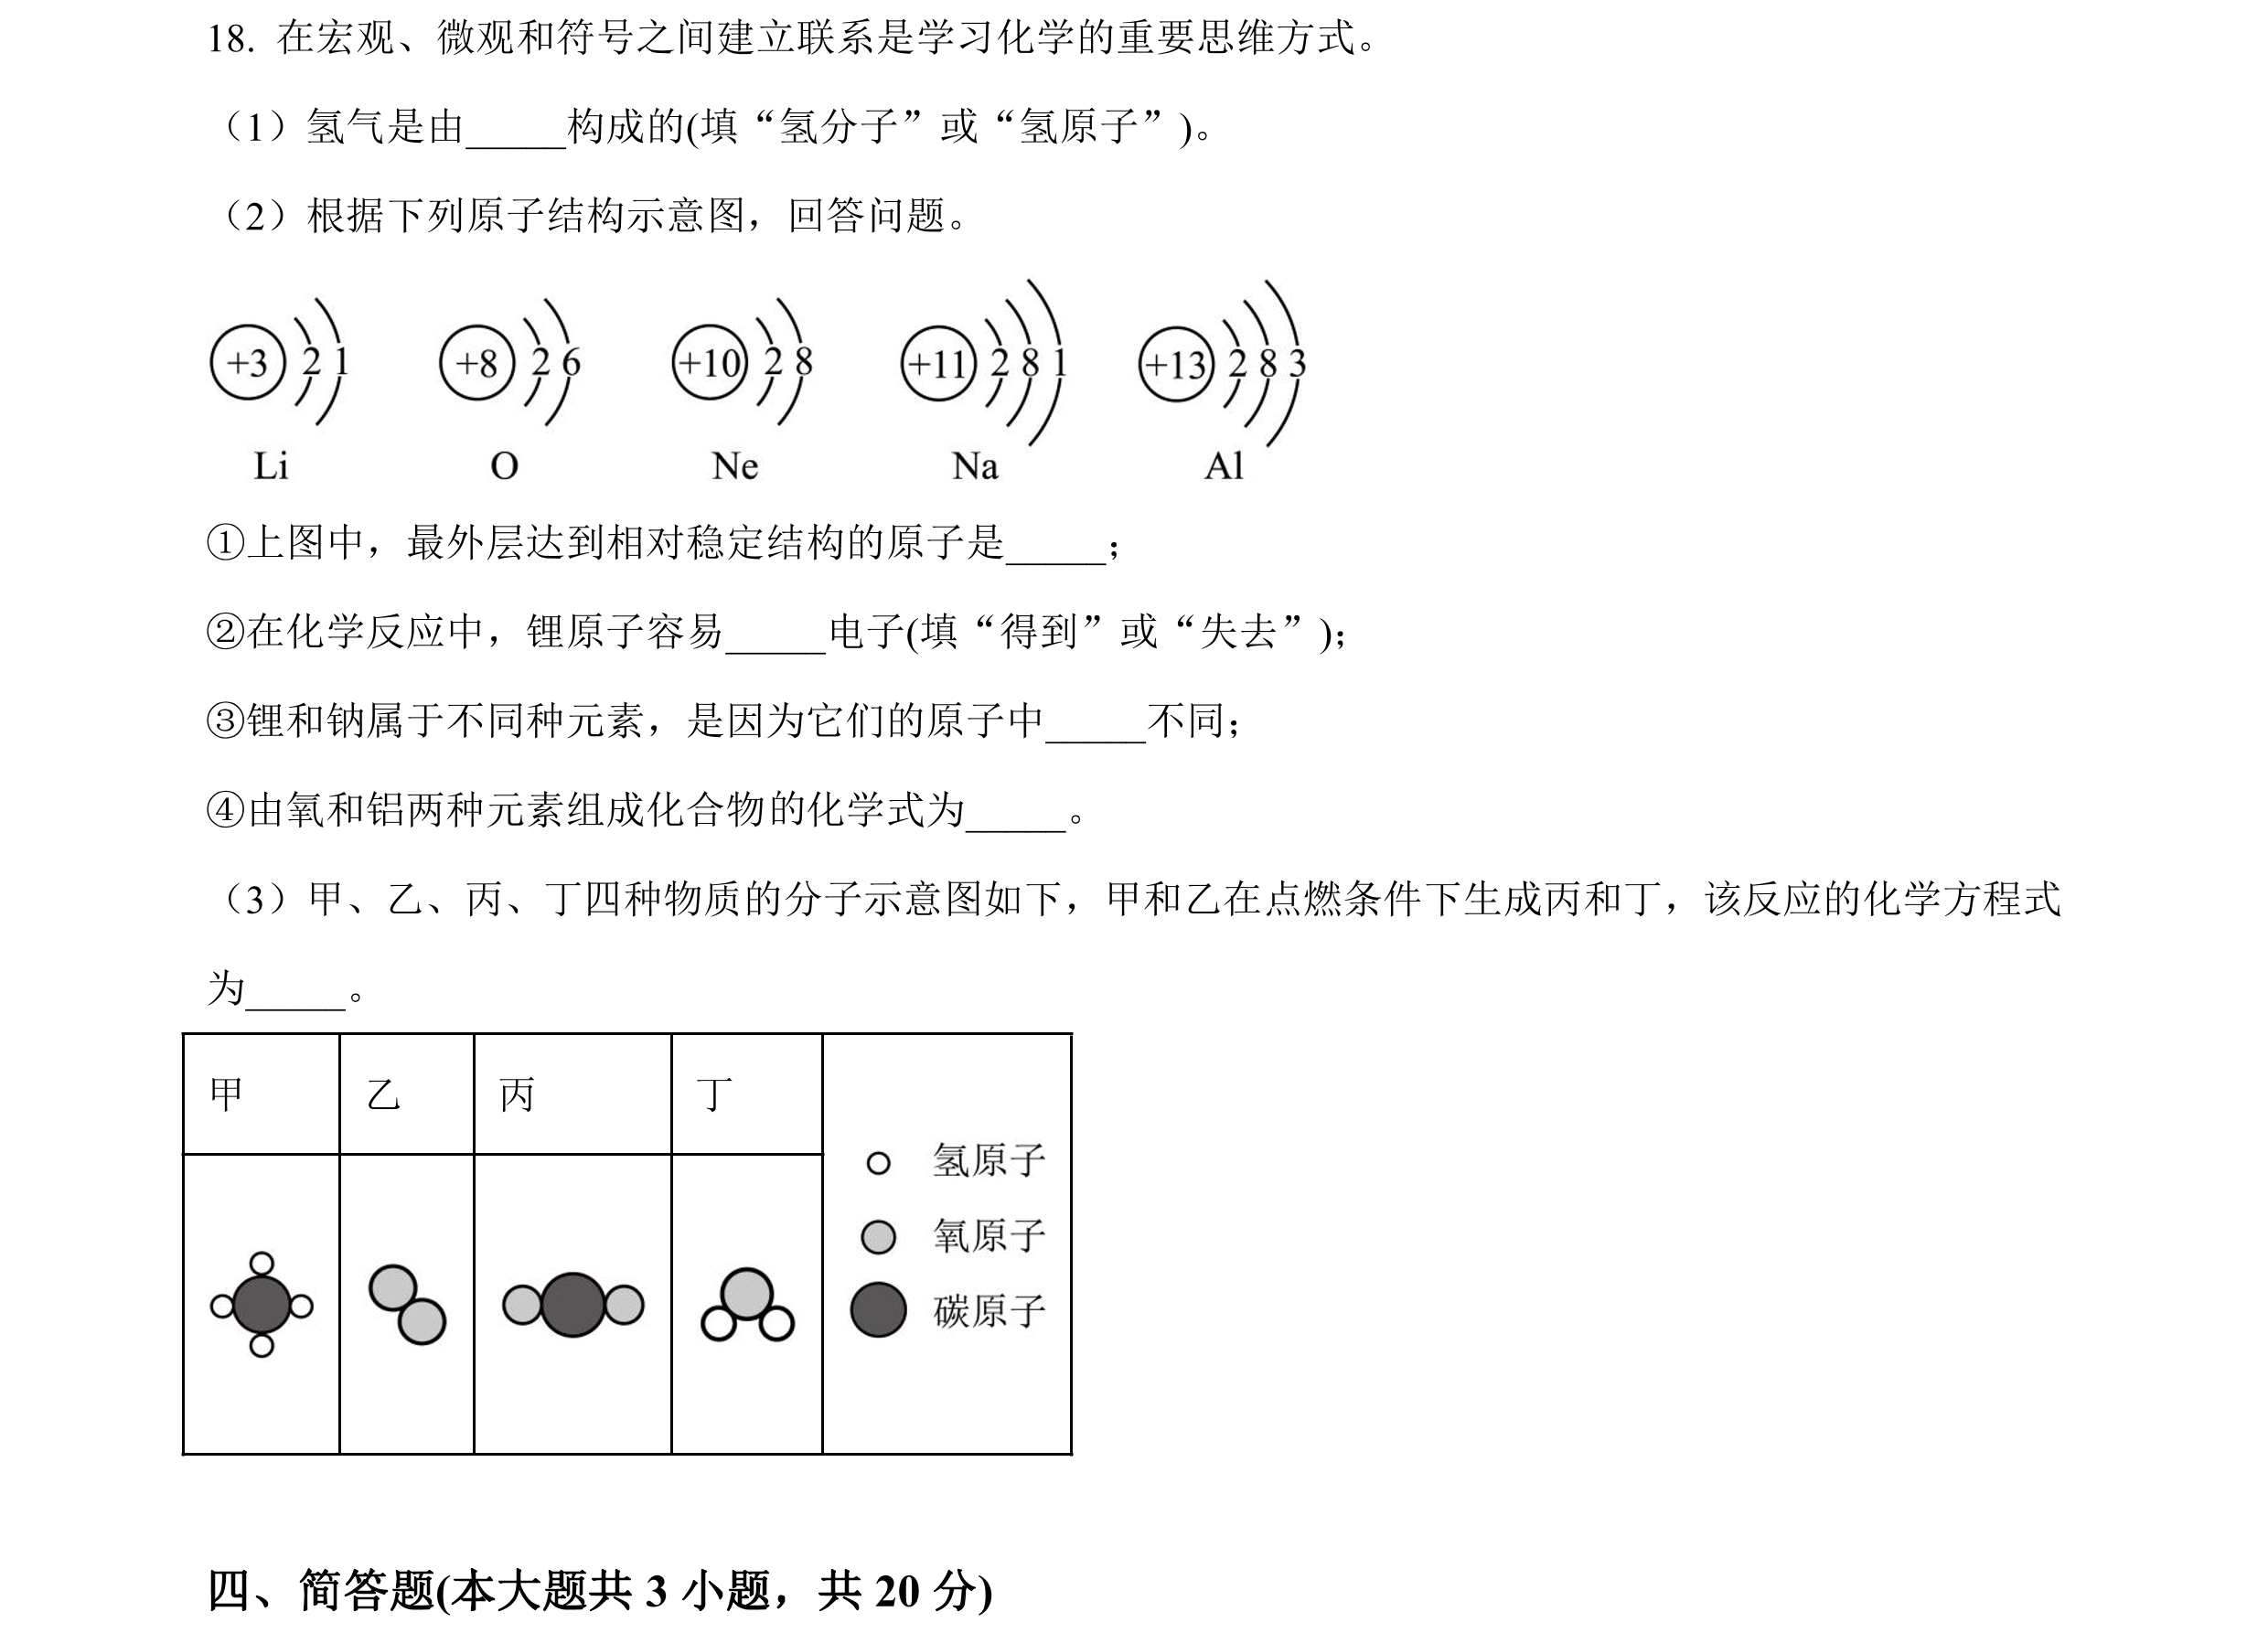 18. 在宏观、微观和符号之间建立联系是学习化学的重要思维方式。
（1）氢气是由_____构成的(填“氢分子”或“氢原子”)。
（2）根据下列原子结构示意图，回答问题。
+3 2 1 +8 2 6 +10 2 8 +11 2 8 1 +13 2 8 3
Li O Ne Na Al
①上图中，最外层达到相对稳定结构的原子是_____；
②在化学反应中，锂原子容易_____电子(填“得到”或“失去”)；
③锂和钠属于不同种元素，是因为它们的原子中_____不同；
④由氧和铝两种元素组成化合物的化学式为_____。
（3）甲、乙、丙、丁四种物质的分子示意图如下，甲和乙在点燃条件下生成丙和丁，该反应的化学方程式
为_____。
甲 乙 丙 丁
氢原子
氧原子
碳原子
四、简答题(本大题共 3 小题，共 20 分)